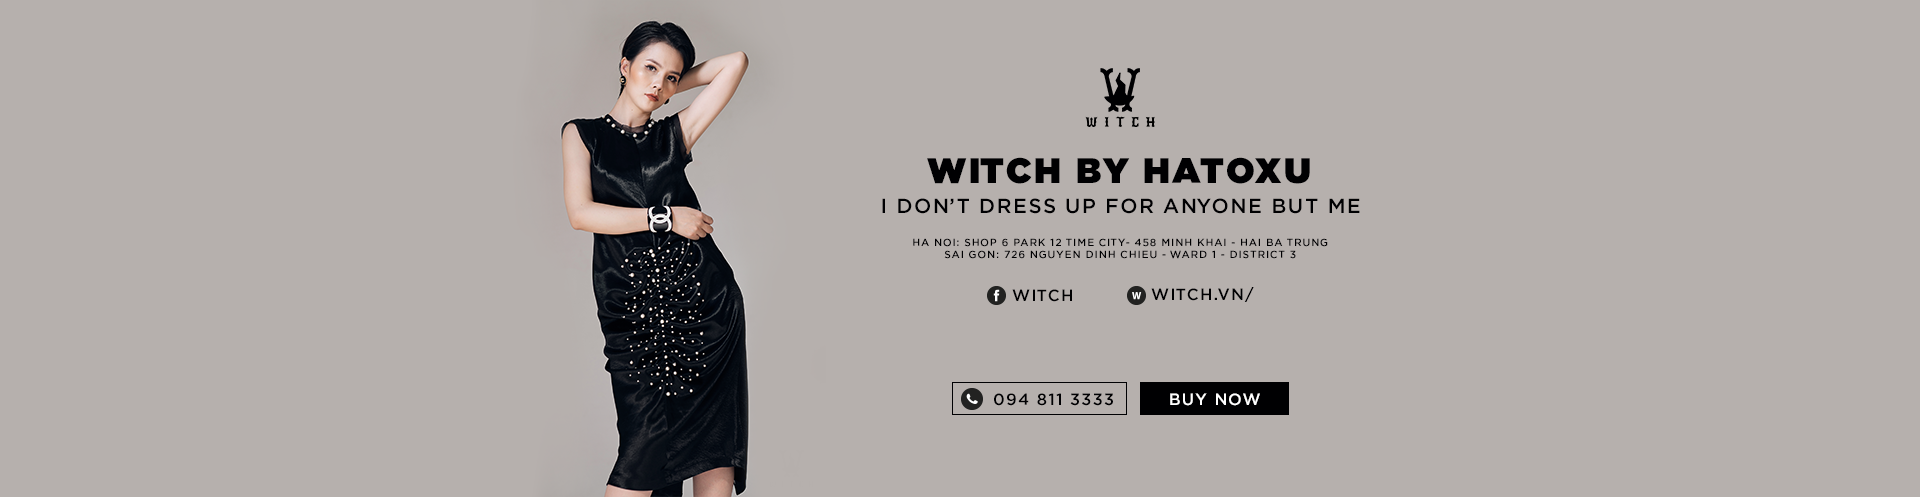 WITCH
WITCH BY HATOXU
I DON'T DRESS UP FOR ANYONE BUT ME
HA NOI: SHOP 6 PARK 12 TIME CITY- 458 MINH KHAI - HAI BA TRUNG
SAI GON: 726 NGUYEN DINH CHIEU - WARD 1 - DISTRICT 3
f WITCH W WITCH.VN/
094 811 3333 BUY NOW